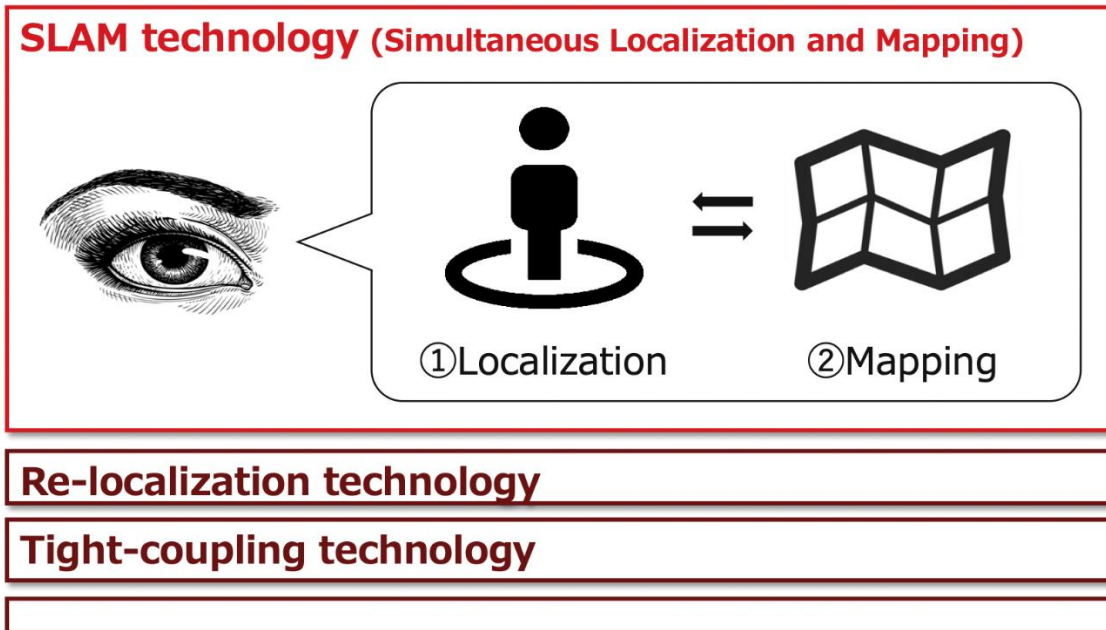 SLAM technology (Simultaneous Localization and Mapping)
①Localization
②Mapping
Re-localization technology
Tight-coupling technology